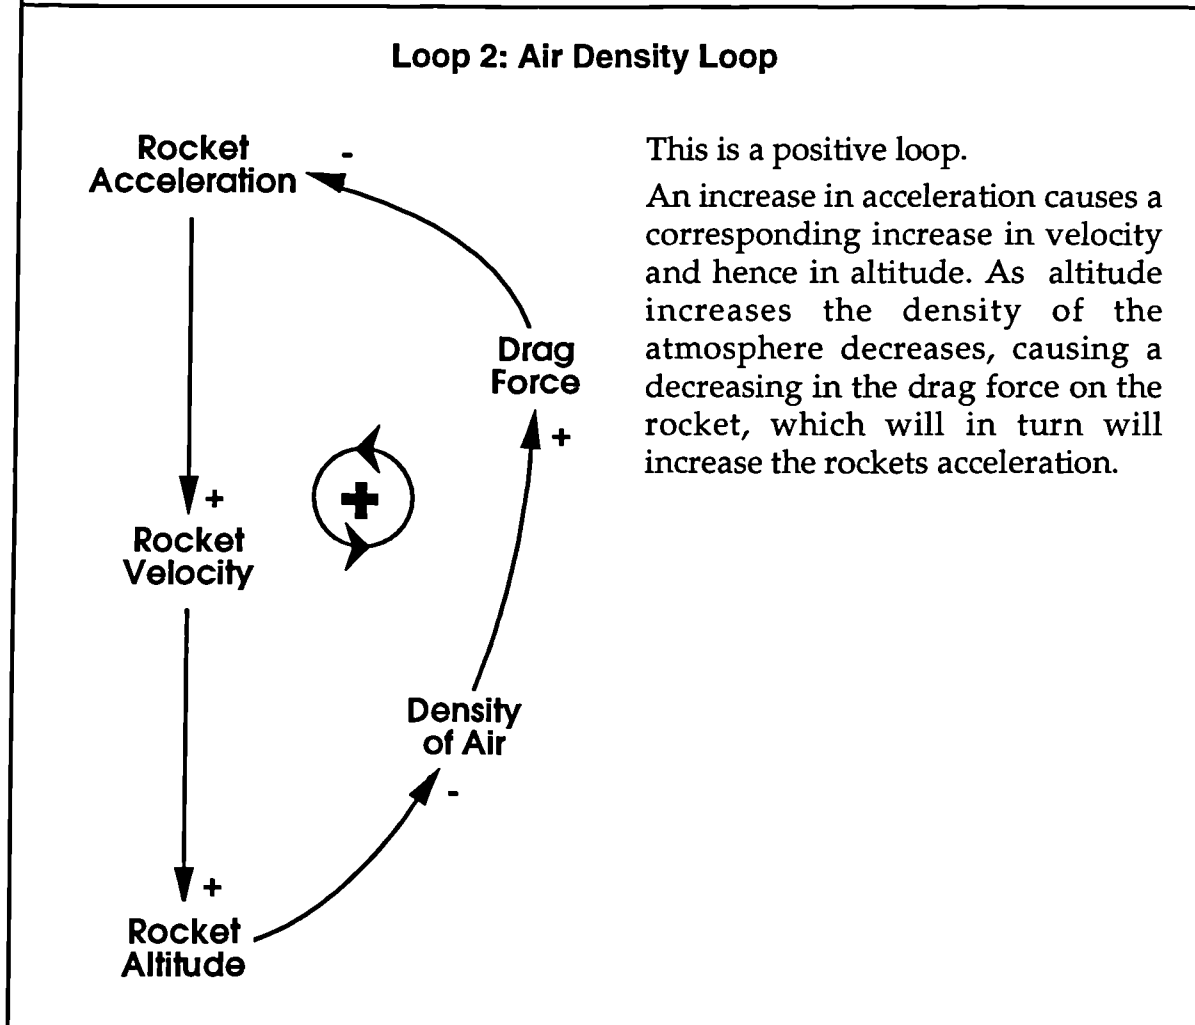 Loop 2: Air Density Loop
Rocket
Acceleration
-
This is a positive loop.
An increase in acceleration causes a
corresponding increase in velocity
and hence in altitude. As altitude
increases the density of the
atmosphere decreases, causing a
decreasing in the drag force on the
rocket, which will in turn will
increase the rockets acceleration.
Drag
Force
+
+
+
Rocket
Velocity
Density
of Air
-
+
Rocket
Altitude